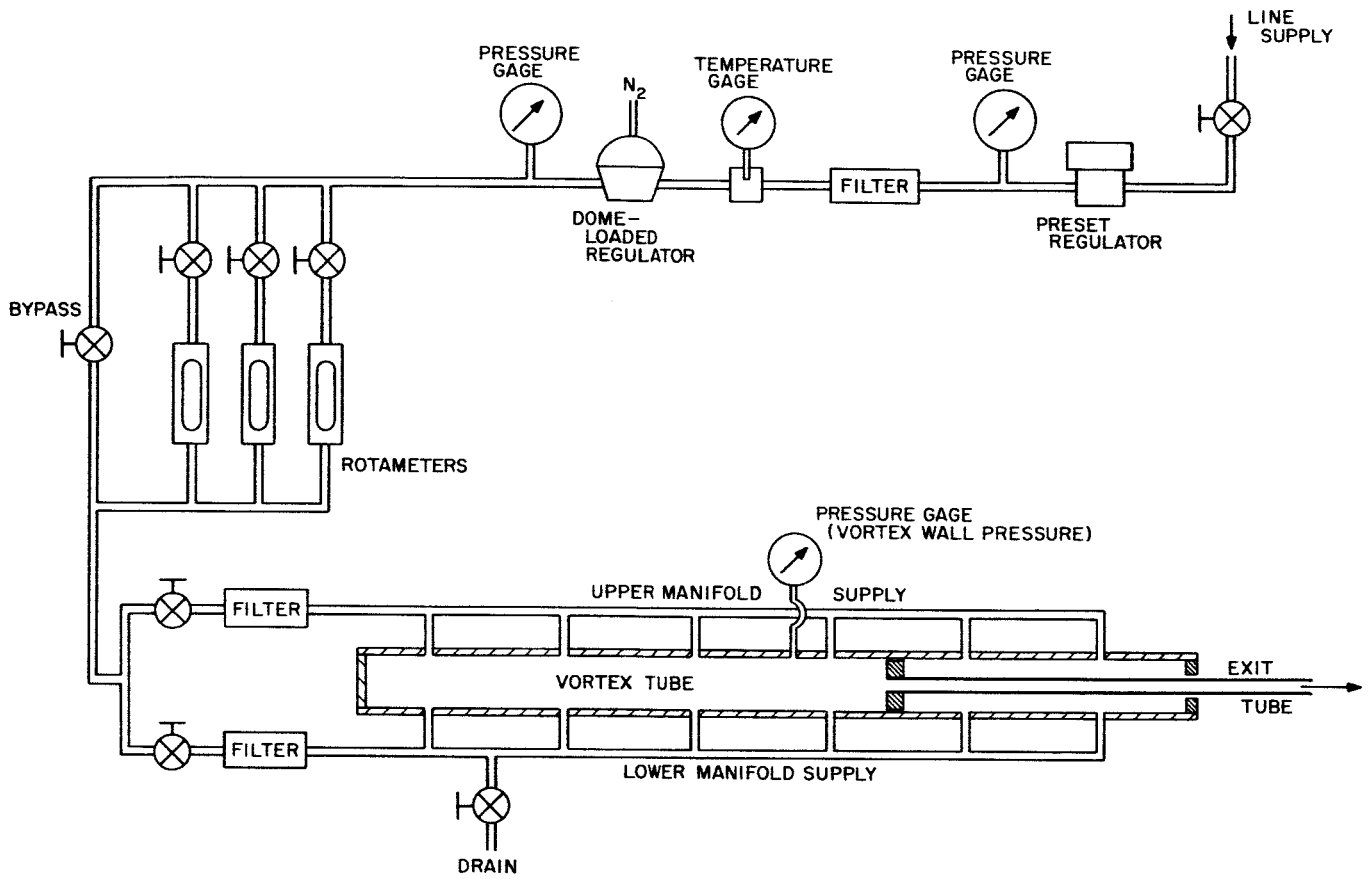 LINE
SUPPLY
PRESSURE
GAGE
N2
TEMPERATURE
GAGE
PRESSURE
GAGE
FILTER
DOME-
LOADED
REGULATOR
PRESET
REGULATOR
BYPASS
ROTAMETERS
PRESSURE GAGE
(VORTEX WALL PRESSURE)
UPPER MANIFOLD SUPPLY
FILTER
VORTEX TUBE
EXIT
TUBE
FILTER
LOWER MANIFOLD SUPPLY
DRAIN